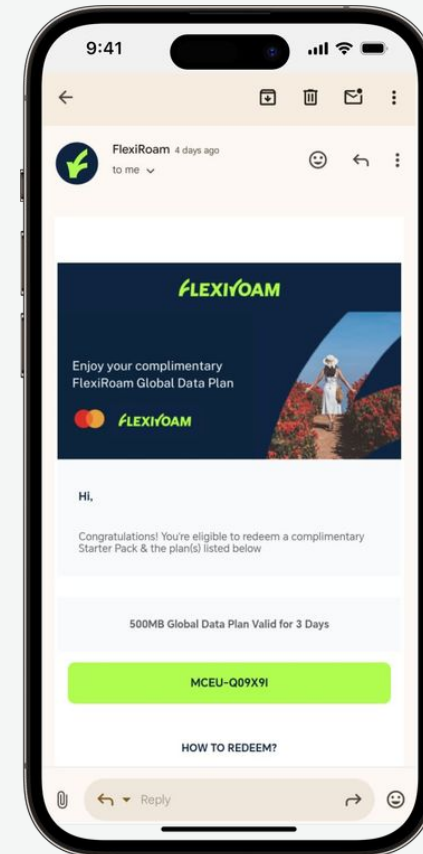 9:41
FlexiRoam 4 days ago
to me
FLEXIROAM
Enjoy your complimentary
FlexiRoam Global Data Plan
FLEXIROAM
Hi,
Congratulations! You're eligible to redeem a complimentary
Starter Pack & the plan(s) listed below
500MB Global Data Plan Valid for 3 Days
MCEU-Q09X9I
HOW TO REDEEM?
Reply